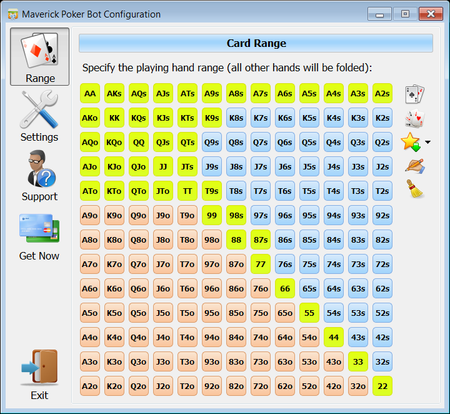 Maverick Poker Bot Configuration
Range
Settings
Support
Get Now
Exit
Card Range
Specify the playing hand range (all other hands will be folded):
AA AKs AQs AJs ATs A9s A8s A7s A6s A5s A4s A3s A2s
AKo KK KQs KJs KTs K9s K8s K7s K6s K5s K4s K3s K2s
AQo KQo QQ QJs QTs Q9s Q8s Q7s Q6s Q5s Q4s Q3s Q2s
AJo KJo QJo JJ JTs J9s J8s J7s J6s J5s J4s J3s J2s
ATo KTo QTo JTo TT T9s T8s T7s T6s T5s T4s T3s T2s
A9o K9o Q9o J9o T9o 99 98s 97s 96s 95s 94s 93s 92s
A8o K8o Q8o J8o T8o 98o 88 87s 86s 85s 84s 83s 82s
A7o K7o Q7o J7o T7o 97o 87o 77 76s 75s 74s 73s 72s
A6o K6o Q6o J6o T6o 96o 86o 76o 66 65s 64s 63s 62s
A5o K5o Q5o J5o T5o 95o 85o 75o 65o 55 54s 53s 52s
A4o K4o Q4o J4o T4o 94o 84o 74o 64o 54o 44 43s 42s
A3o K3o Q3o J3o T3o 93o 83o 73o 63o 53o 43o 33 32s
A2o K2o Q2o J2o T2o 92o 82o 72o 62o 52o 42o 32o 22